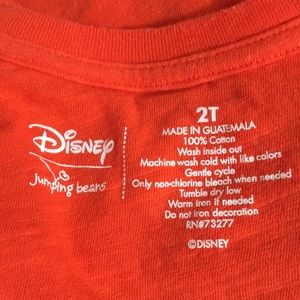 Disney
jumping beans
2T
MADE IN GUATEMALA
100% Cotton
Wash inside out
Machine wash cold with like colors
Gentle cycle
Only non-chlorine bleach when needed
Tumble dry low
Warm iron if needed
Do not iron decoration
RN#73277
©DISNEY